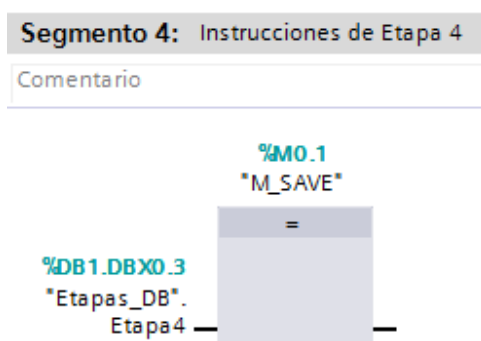 Segmento 4: Instrucciones de Etapa 4
Comentario
%M0.1
"M_SAVE"
=
%DB1.DBX0.3
"Etapas_DB".
Etapa4